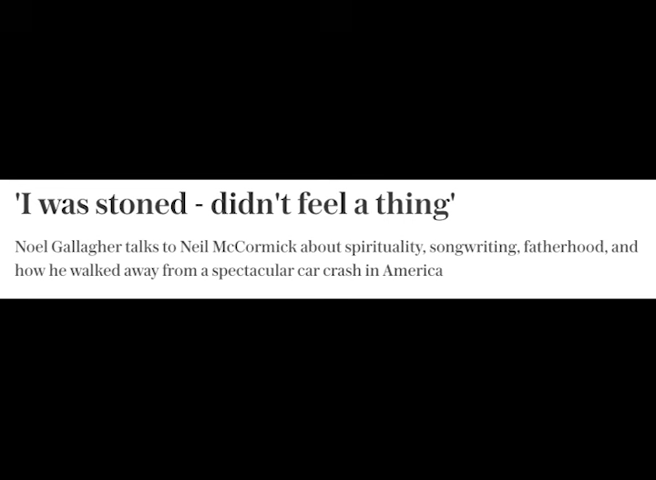 'I was stoned - didn't feel a thing'
Noel Gallagher talks to Neil McCormick about spirituality, songwriting, fatherhood, and
how he walked away from a spectacular car crash in America